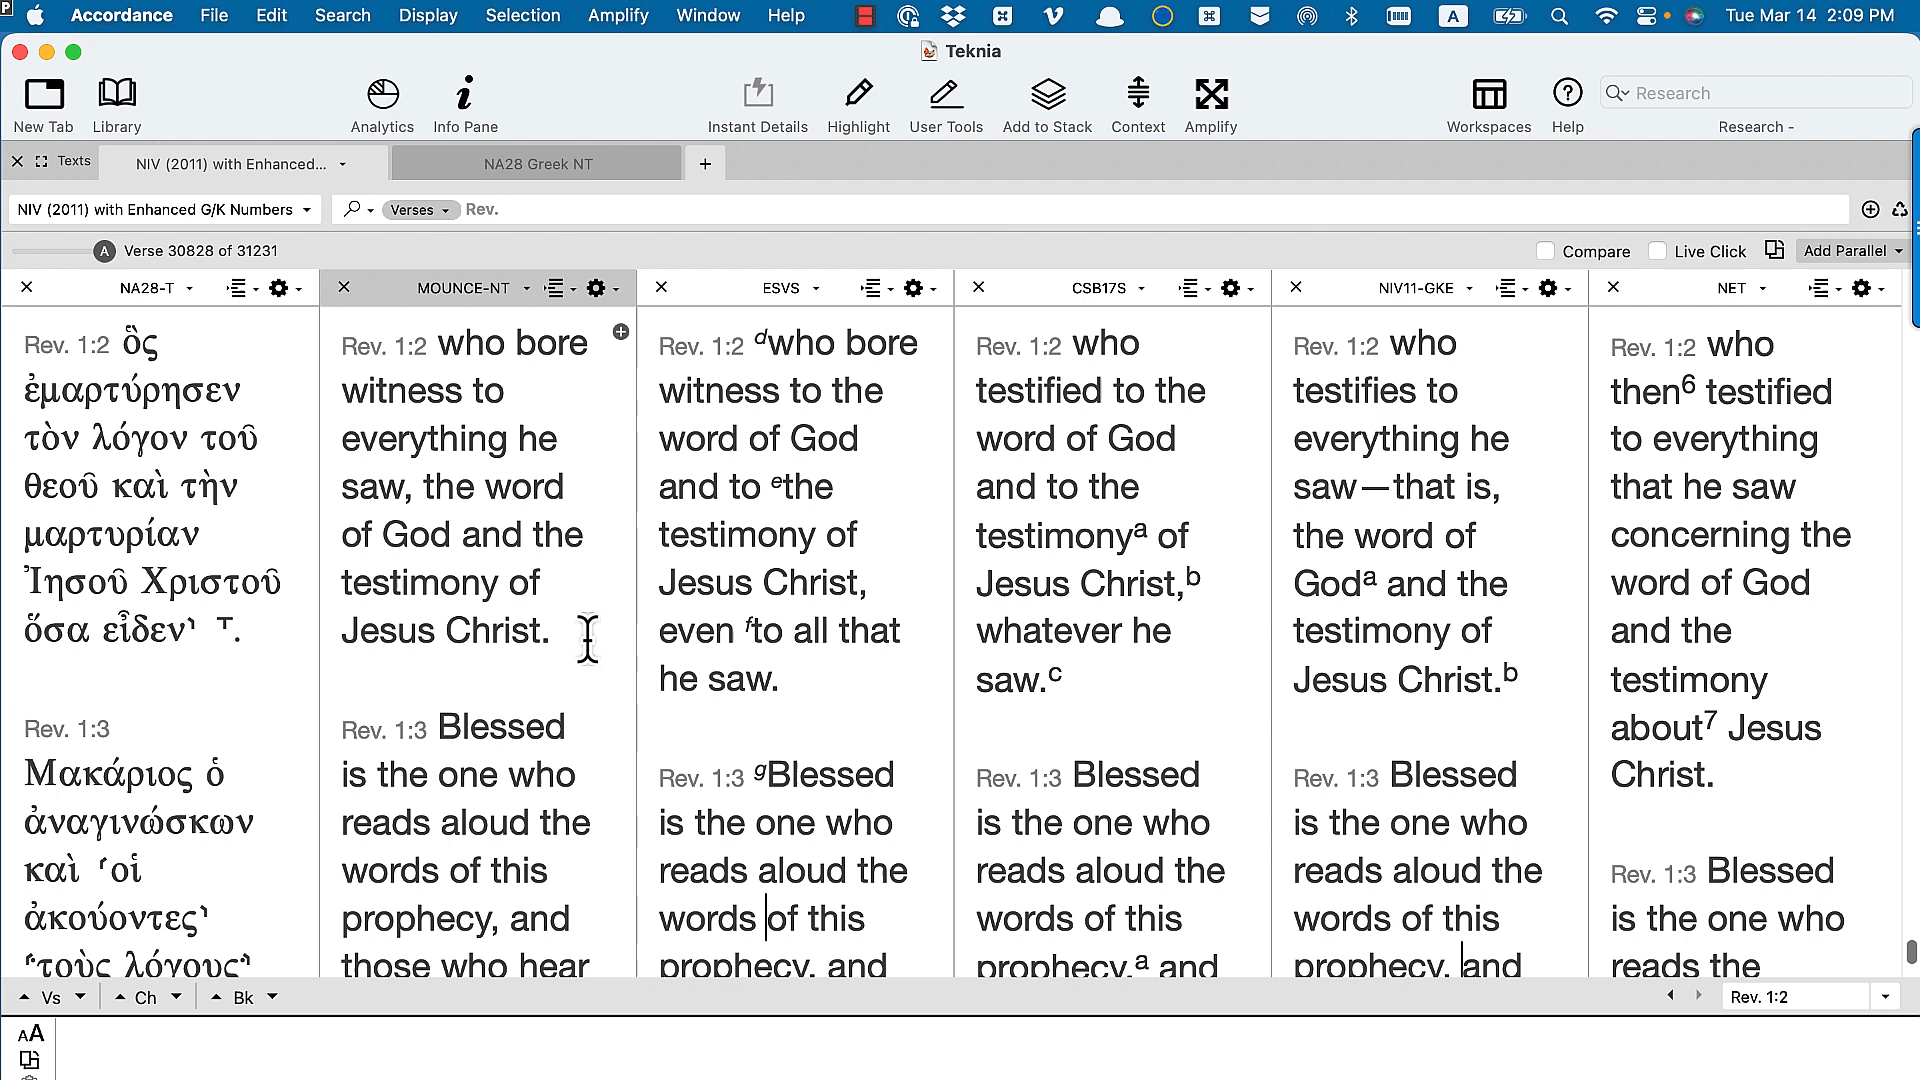 P
Accordance File Edit Search Display Selection Amplify Window Help A Tue Mar 14 2:09 PM
Teknia
New Tab Library Analytics Info Pane Instant Details Highlight User Tools Add to Stack Context Amplify Workspaces Help Research
Research -
Texts NIV (2011) with Enhanced... NA28 Greek NT +
NIV (2011) with Enhanced G/K Numbers Verses Rev.
A Verse 30828 of 31231 Compare Live Click Add Parallel
NA28-T MOUNCE-NT ESVS CSB17S NIV11-GKE NET
Rev. 1:2 ὃς
ἐμαρτύρησεν
τὸν λόγον τοῦ
θεοῦ καὶ τὴν
μαρτυρίαν
Ἰησοῦ Χριστοῦ
ὅσα εἶδεν⸃ ⸆.
Rev. 1:3
Μακάριος ὁ
ἀναγινώσκων
καὶ ⸂οἱ
ἀκούοντες⸃
⸄τοὺς λόγους⸅
Rev. 1:2 who bore
witness to
everything he
saw, the word
of God and the
testimony of
Jesus Christ.
Rev. 1:3 Blessed
is the one who
reads aloud the
words of this
prophecy, and
those who hear
Rev. 1:2 dwho bore
witness to the
word of God
and to ethe
testimony of
Jesus Christ,
even fto all that
he saw.
Rev. 1:3 gBlessed
is the one who
reads aloud the
words of this
prophecy, and
Rev. 1:2 who
testified to the
word of God
and to the
testimonya of
Jesus Christ,b
whatever he
saw.c
Rev. 1:3 Blessed
is the one who
reads aloud the
words of this
prophecy,a and
Rev. 1:2 who
testifies to
everything he
saw—that is,
the word of
Goda and the
testimony of
Jesus Christ.b
Rev. 1:3 Blessed
is the one who
reads aloud the
words of this
prophecy, and
Rev. 1:2 who
then6 testified
to everything
that he saw
concerning the
word of God
and the
testimony
about7 Jesus
Christ.
Rev. 1:3 Blessed
is the one who
reads the
Vs Ch Bk Rev. 1:2
AA